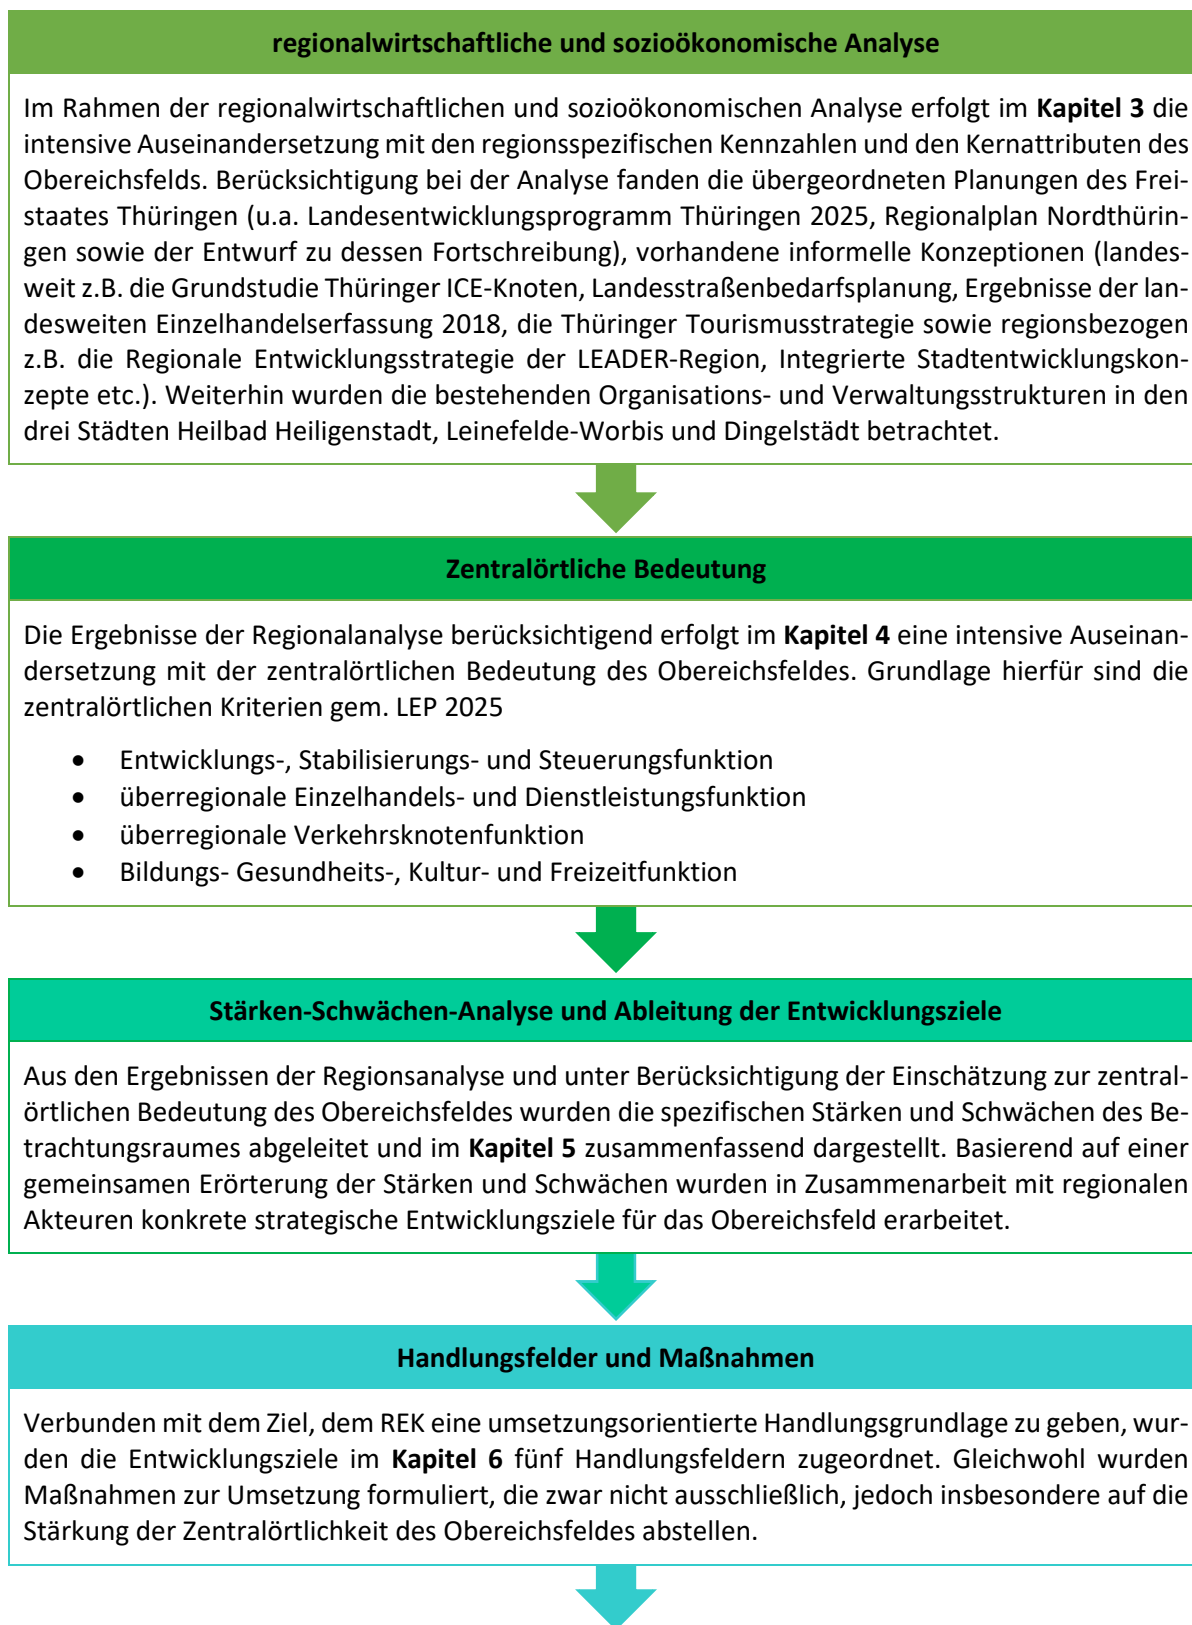 regionalwirtschaftliche und sozioökonomische Analyse
Im Rahmen der regionalwirtschaftlichen und sozioökonomischen Analyse erfolgt im Kapitel 3 die
intensive Auseinandersetzung mit den regionsspezifischen Kennzahlen und den Kernattributen des
Obereichsfelds. Berücksichtigung bei der Analyse fanden die übergeordneten Planungen des Frei-
staates Thüringen (u.a. Landesentwicklungsprogramm Thüringen 2025, Regionalplan Nordthürin-
gen sowie der Entwurf zu dessen Fortschreibung), vorhandene informelle Konzeptionen (landes-
weit z.B. die Grundstudie Thüringer ICE-Knoten, Landesstraßenbedarfsplanung, Ergebnisse der lan-
desweiten Einzelhandelserfassung 2018, die Thüringer Tourismusstrategie sowie regionsbezogen
z.B. die Regionale Entwicklungsstrategie der LEADER-Region, Integrierte Stadtentwicklungskon-
zepte etc.). Weiterhin wurden die bestehenden Organisations- und Verwaltungsstrukturen in den
drei Städten Heilbad Heiligenstadt, Leinefelde-Worbis und Dingelstädt betrachtet.
Zentralörtliche Bedeutung
Die Ergebnisse der Regionalanalyse berücksichtigend erfolgt im Kapitel 4 eine intensive Auseinan-
dersetzung mit der zentralörtlichen Bedeutung des Obereichsfeldes. Grundlage hierfür sind die
zentralörtlichen Kriterien gem. LEP 2025
• Entwicklungs-, Stabilisierungs- und Steuerungsfunktion
• überregionale Einzelhandels- und Dienstleistungsfunktion
• überregionale Verkehrsknotenfunktion
• Bildungs- Gesundheits-, Kultur- und Freizeitfunktion
Stärken-Schwächen-Analyse und Ableitung der Entwicklungsziele
Aus den Ergebnissen der Regionsanalyse und unter Berücksichtigung der Einschätzung zur zentral-
örtlichen Bedeutung des Obereichsfeldes wurden die spezifischen Stärken und Schwächen des Be-
trachtungsraumes abgeleitet und im Kapitel 5 zusammenfassend dargestellt. Basierend auf einer
gemeinsamen Erörterung der Stärken und Schwächen wurden in Zusammenarbeit mit regionalen
Akteuren konkrete strategische Entwicklungsziele für das Obereichsfeld erarbeitet.
Handlungsfelder und Maßnahmen
Verbunden mit dem Ziel, dem REK eine umsetzungsorientierte Handlungsgrundlage zu geben, wur-
den die Entwicklungsziele im Kapitel 6 fünf Handlungsfeldern zugeordnet. Gleichwohl wurden
Maßnahmen zur Umsetzung formuliert, die zwar nicht ausschließlich, jedoch insbesondere auf die
Stärkung der Zentralörtlichkeit des Obereichsfeldes abstellen.